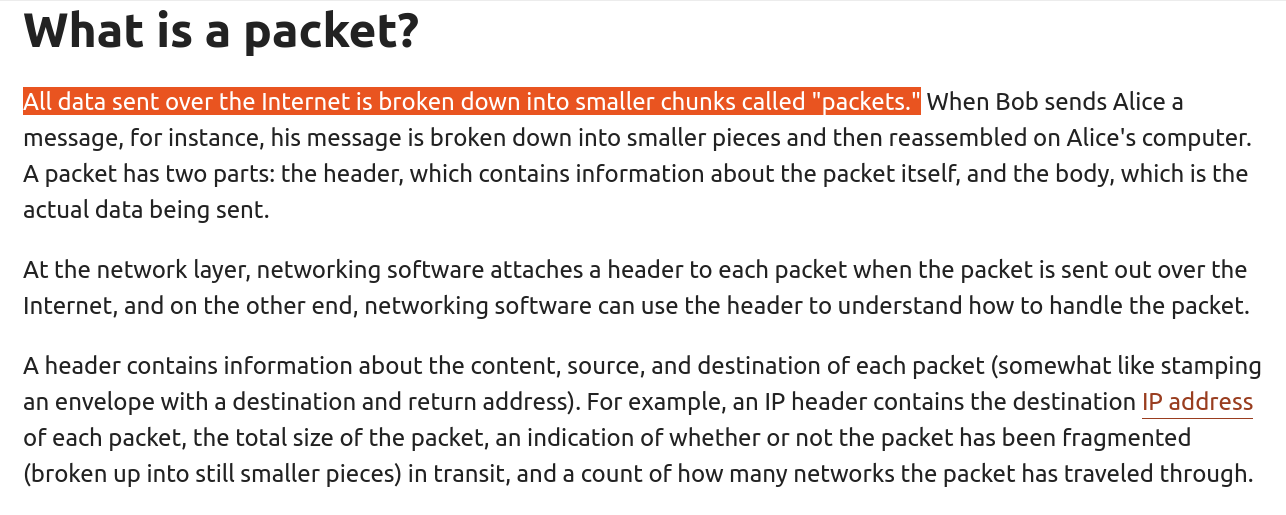 What is a packet?
All data sent over the Internet is broken down into smaller chunks called "packets." When Bob sends Alice a
message, for instance, his message is broken down into smaller pieces and then reassembled on Alice's computer.
A packet has two parts: the header, which contains information about the packet itself, and the body, which is the
actual data being sent.
At the network layer, networking software attaches a header to each packet when the packet is sent out over the
Internet, and on the other end, networking software can use the header to understand how to handle the packet.
A header contains information about the content, source, and destination of each packet (somewhat like stamping
an envelope with a destination and return address). For example, an IP header contains the destination IP address
of each packet, the total size of the packet, an indication of whether or not the packet has been fragmented
(broken up into still smaller pieces) in transit, and a count of how many networks the packet has traveled through.